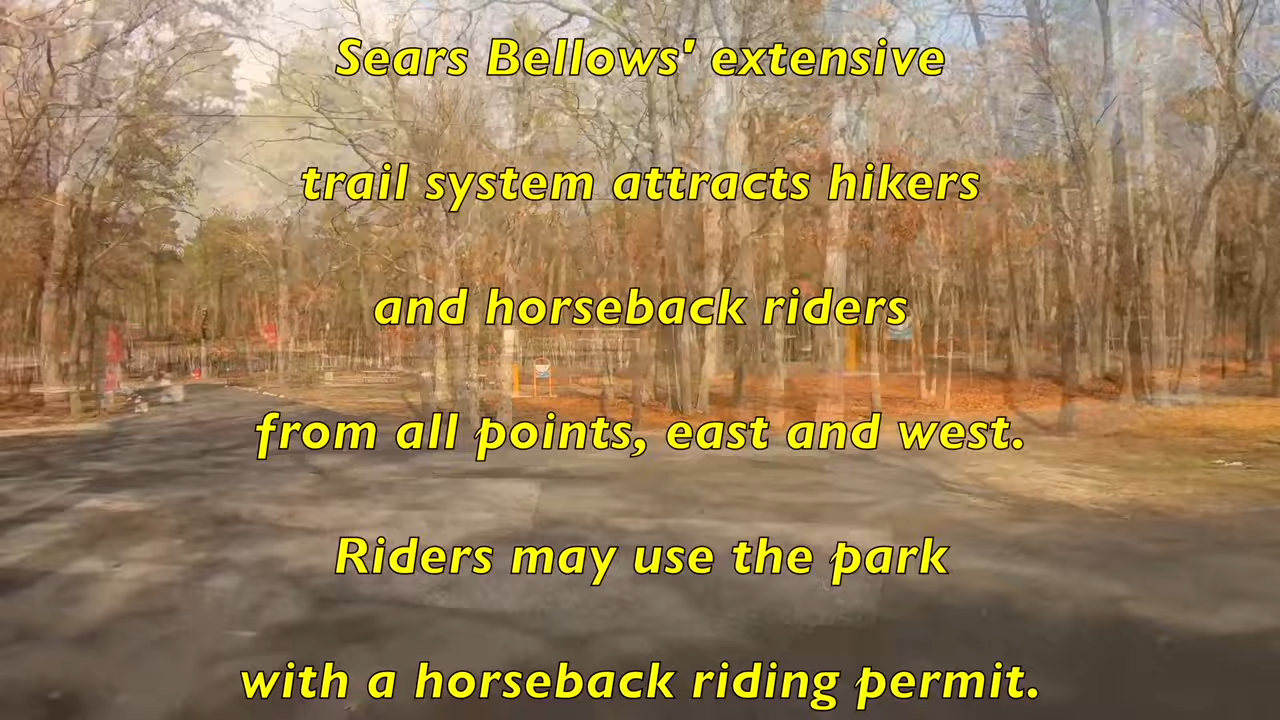 Sears Bellows' extensive
trail system attracts hikers
and horseback riders
from all points, east and west.
Riders may use the park
with a horseback riding permit.